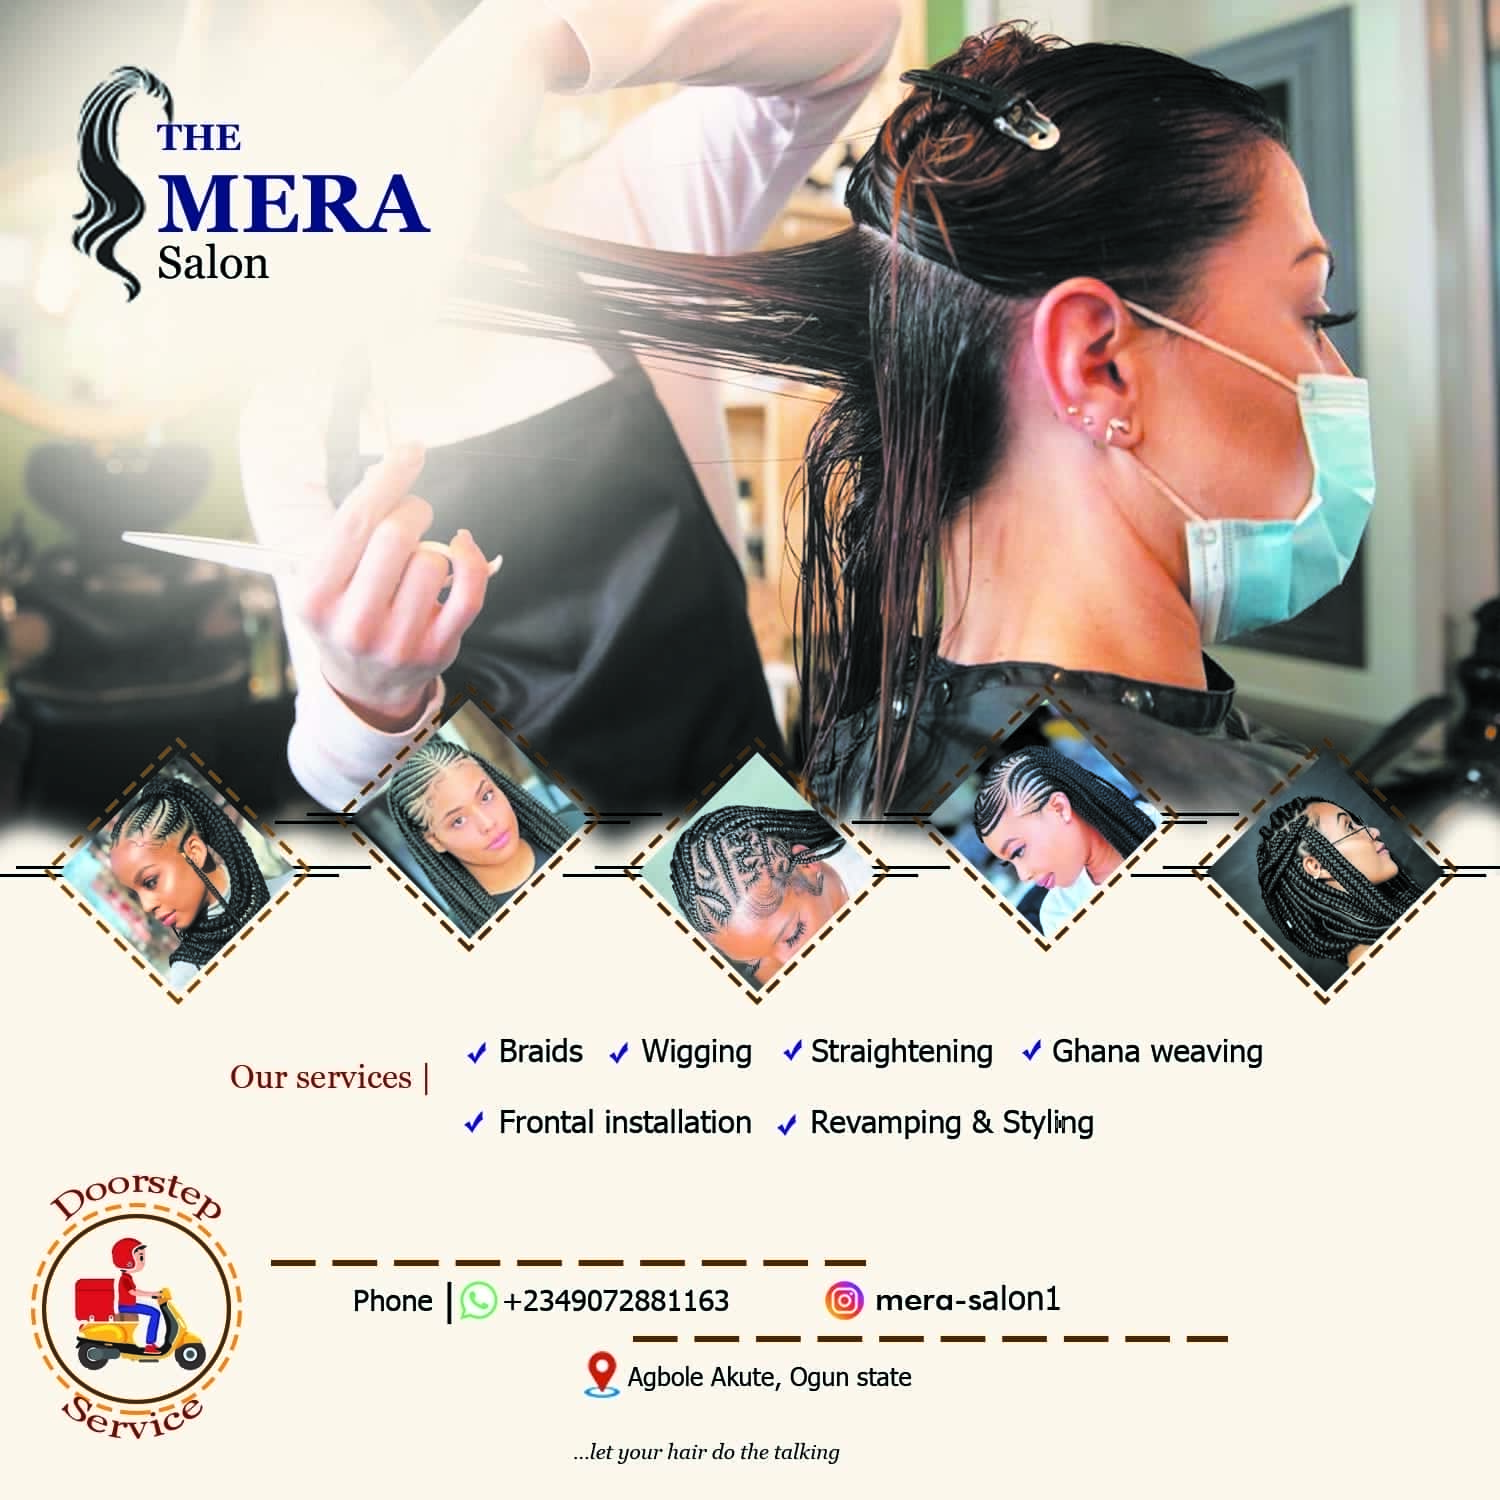 THE
MERA
Salon
Our services |
Braids
Wigging
Straightening
Ghana weaving
Frontal installation
Revamping & Styling
Doorstep
Service
Phone | +2349072881163
mera-salon1
Agbole Akute, Ogun state
...let your hair do the talking